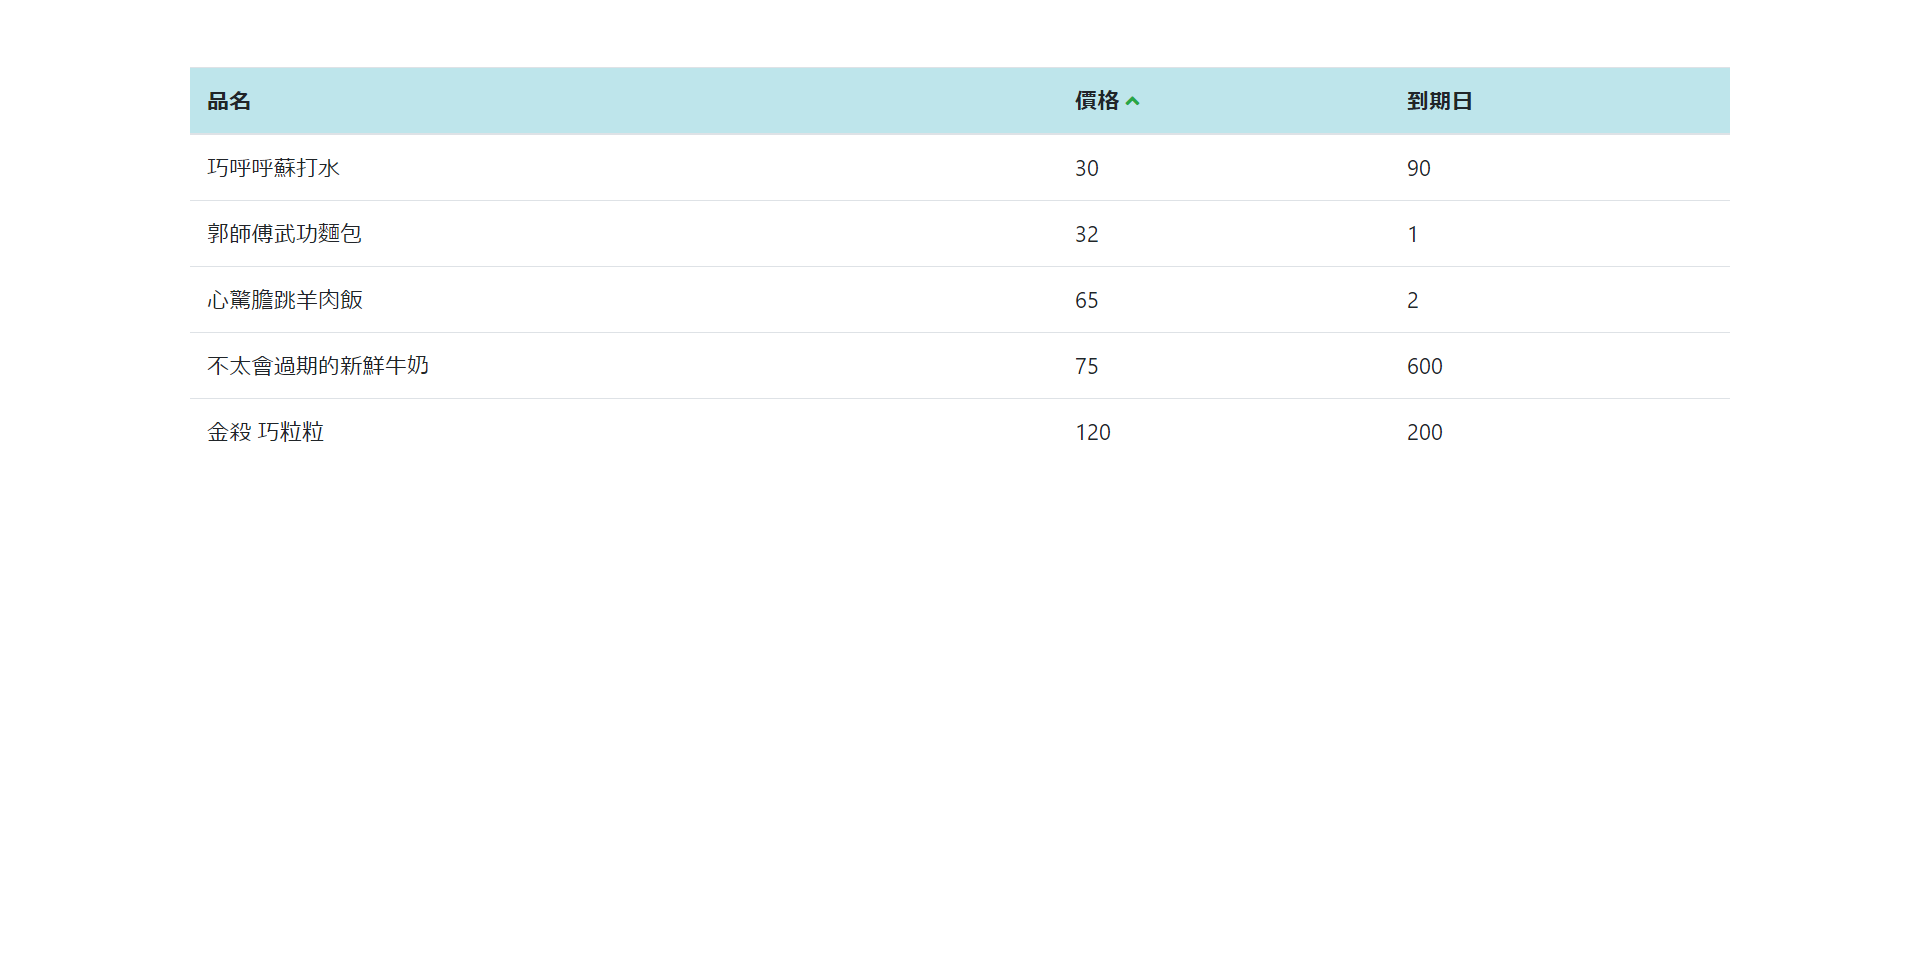 品名 價格 到期日
巧呼呼蘇打水 30 90
郭師傅武功麵包 32 1
心驚膽跳羊肉飯 65 2
不太會過期的新鮮牛奶 75 600
金殺 巧粒粒 120 200